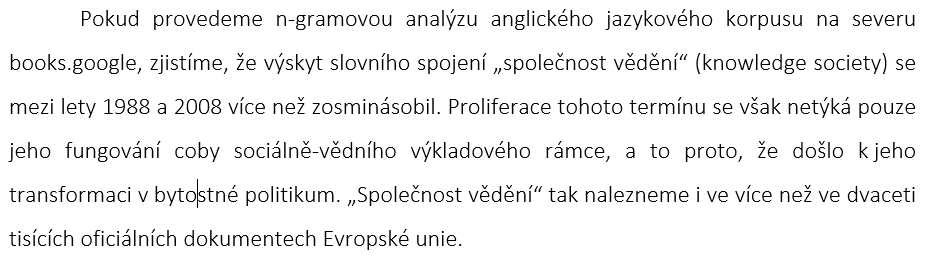 Pokud provedeme n-gramovou analýzu anglického jazykového korpusu na severu
books.google, zjistíme, že výskyt slovního spojení „společnost vědění“ (knowledge society) se
mezi lety 1988 a 2008 více než zosminásobil. Proliferace tohoto termínu se však netýká pouze
jeho fungování coby sociálně-vědního výkladového rámce, a to proto, že došlo k jeho
transformaci v bytostné politikum. „Společnost vědění“ tak nalezneme i ve více než ve dvaceti
tisících oficiálních dokumentech Evropské unie.